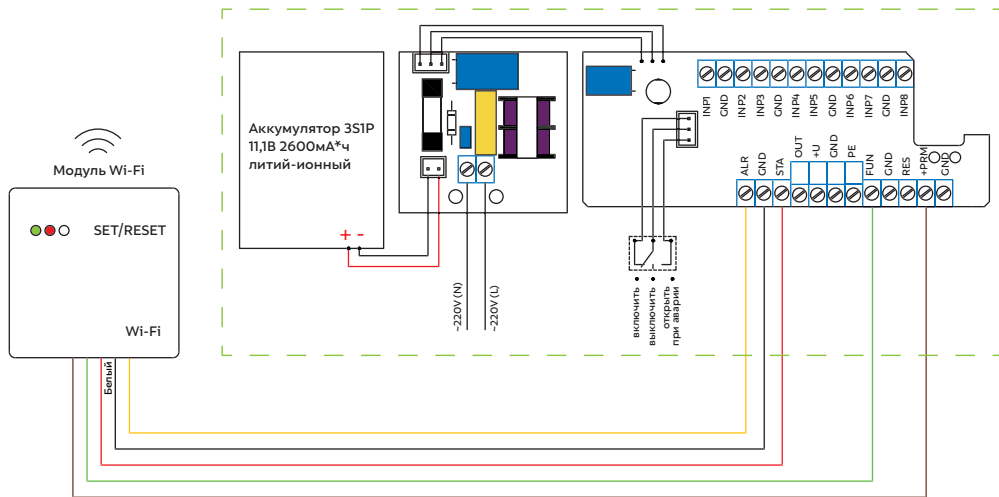 Модуль Wi-Fi
SET/RESET
Wi-Fi
Белый
Аккумулятор 3S1P
11,1В 2600мА*ч
литий-ионный
+ -
~220V (N)
~220V (L)
INP1
GND
INP2
INP3
GND
INP4
INP5
GND
INP6
INP7
GND
INP8
ALR
GND
STA
OUT
+U
GND
PE
FUN
GND
RES
+PRM
GND
включить
выключить
открыть
при аварии